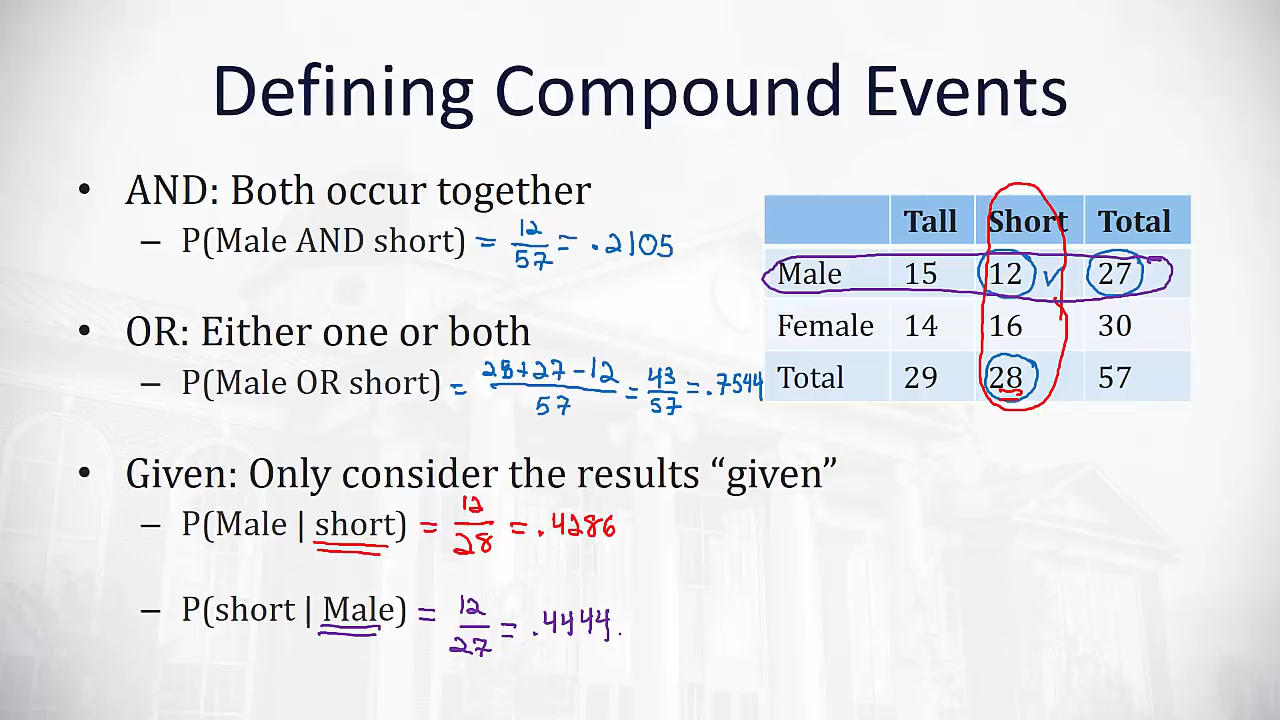 Defining Compound Events
• AND: Both occur together
– P(Male AND short) = 12/57 = .2105
• OR: Either one or both
– P(Male OR short) = 28+27-12/57 = 43/57 = .7544
• Given: Only consider the results “given”
– P(Male | short) = 12/28 = .4286
– P(short | Male) = 12/27 = .4444.
Tall Short Total
Male 15 12 ✓ 27
Female 14 16 30
Total 29 28 57